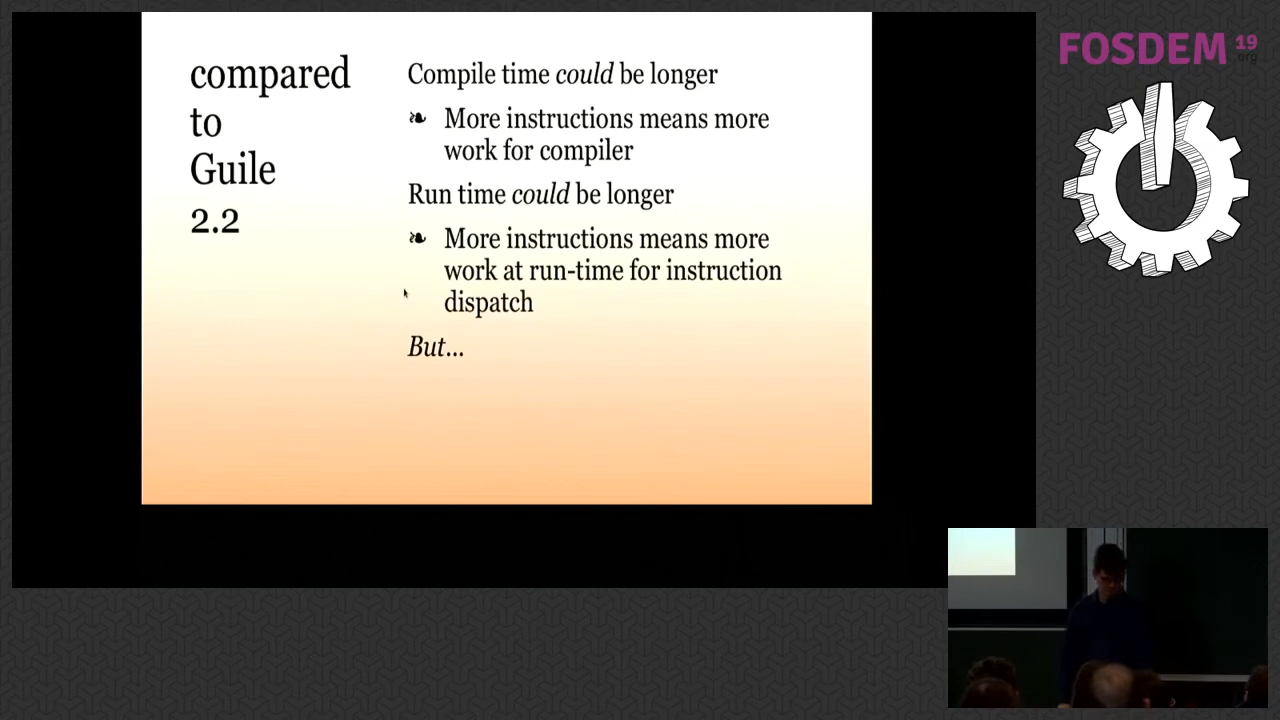 compared
to
Guile
2.2
Compile time could be longer
❧ More instructions means more
work for compiler
Run time could be longer
❧ More instructions means more
work at run-time for instruction
dispatch
But...
FOSDEM 19
.org